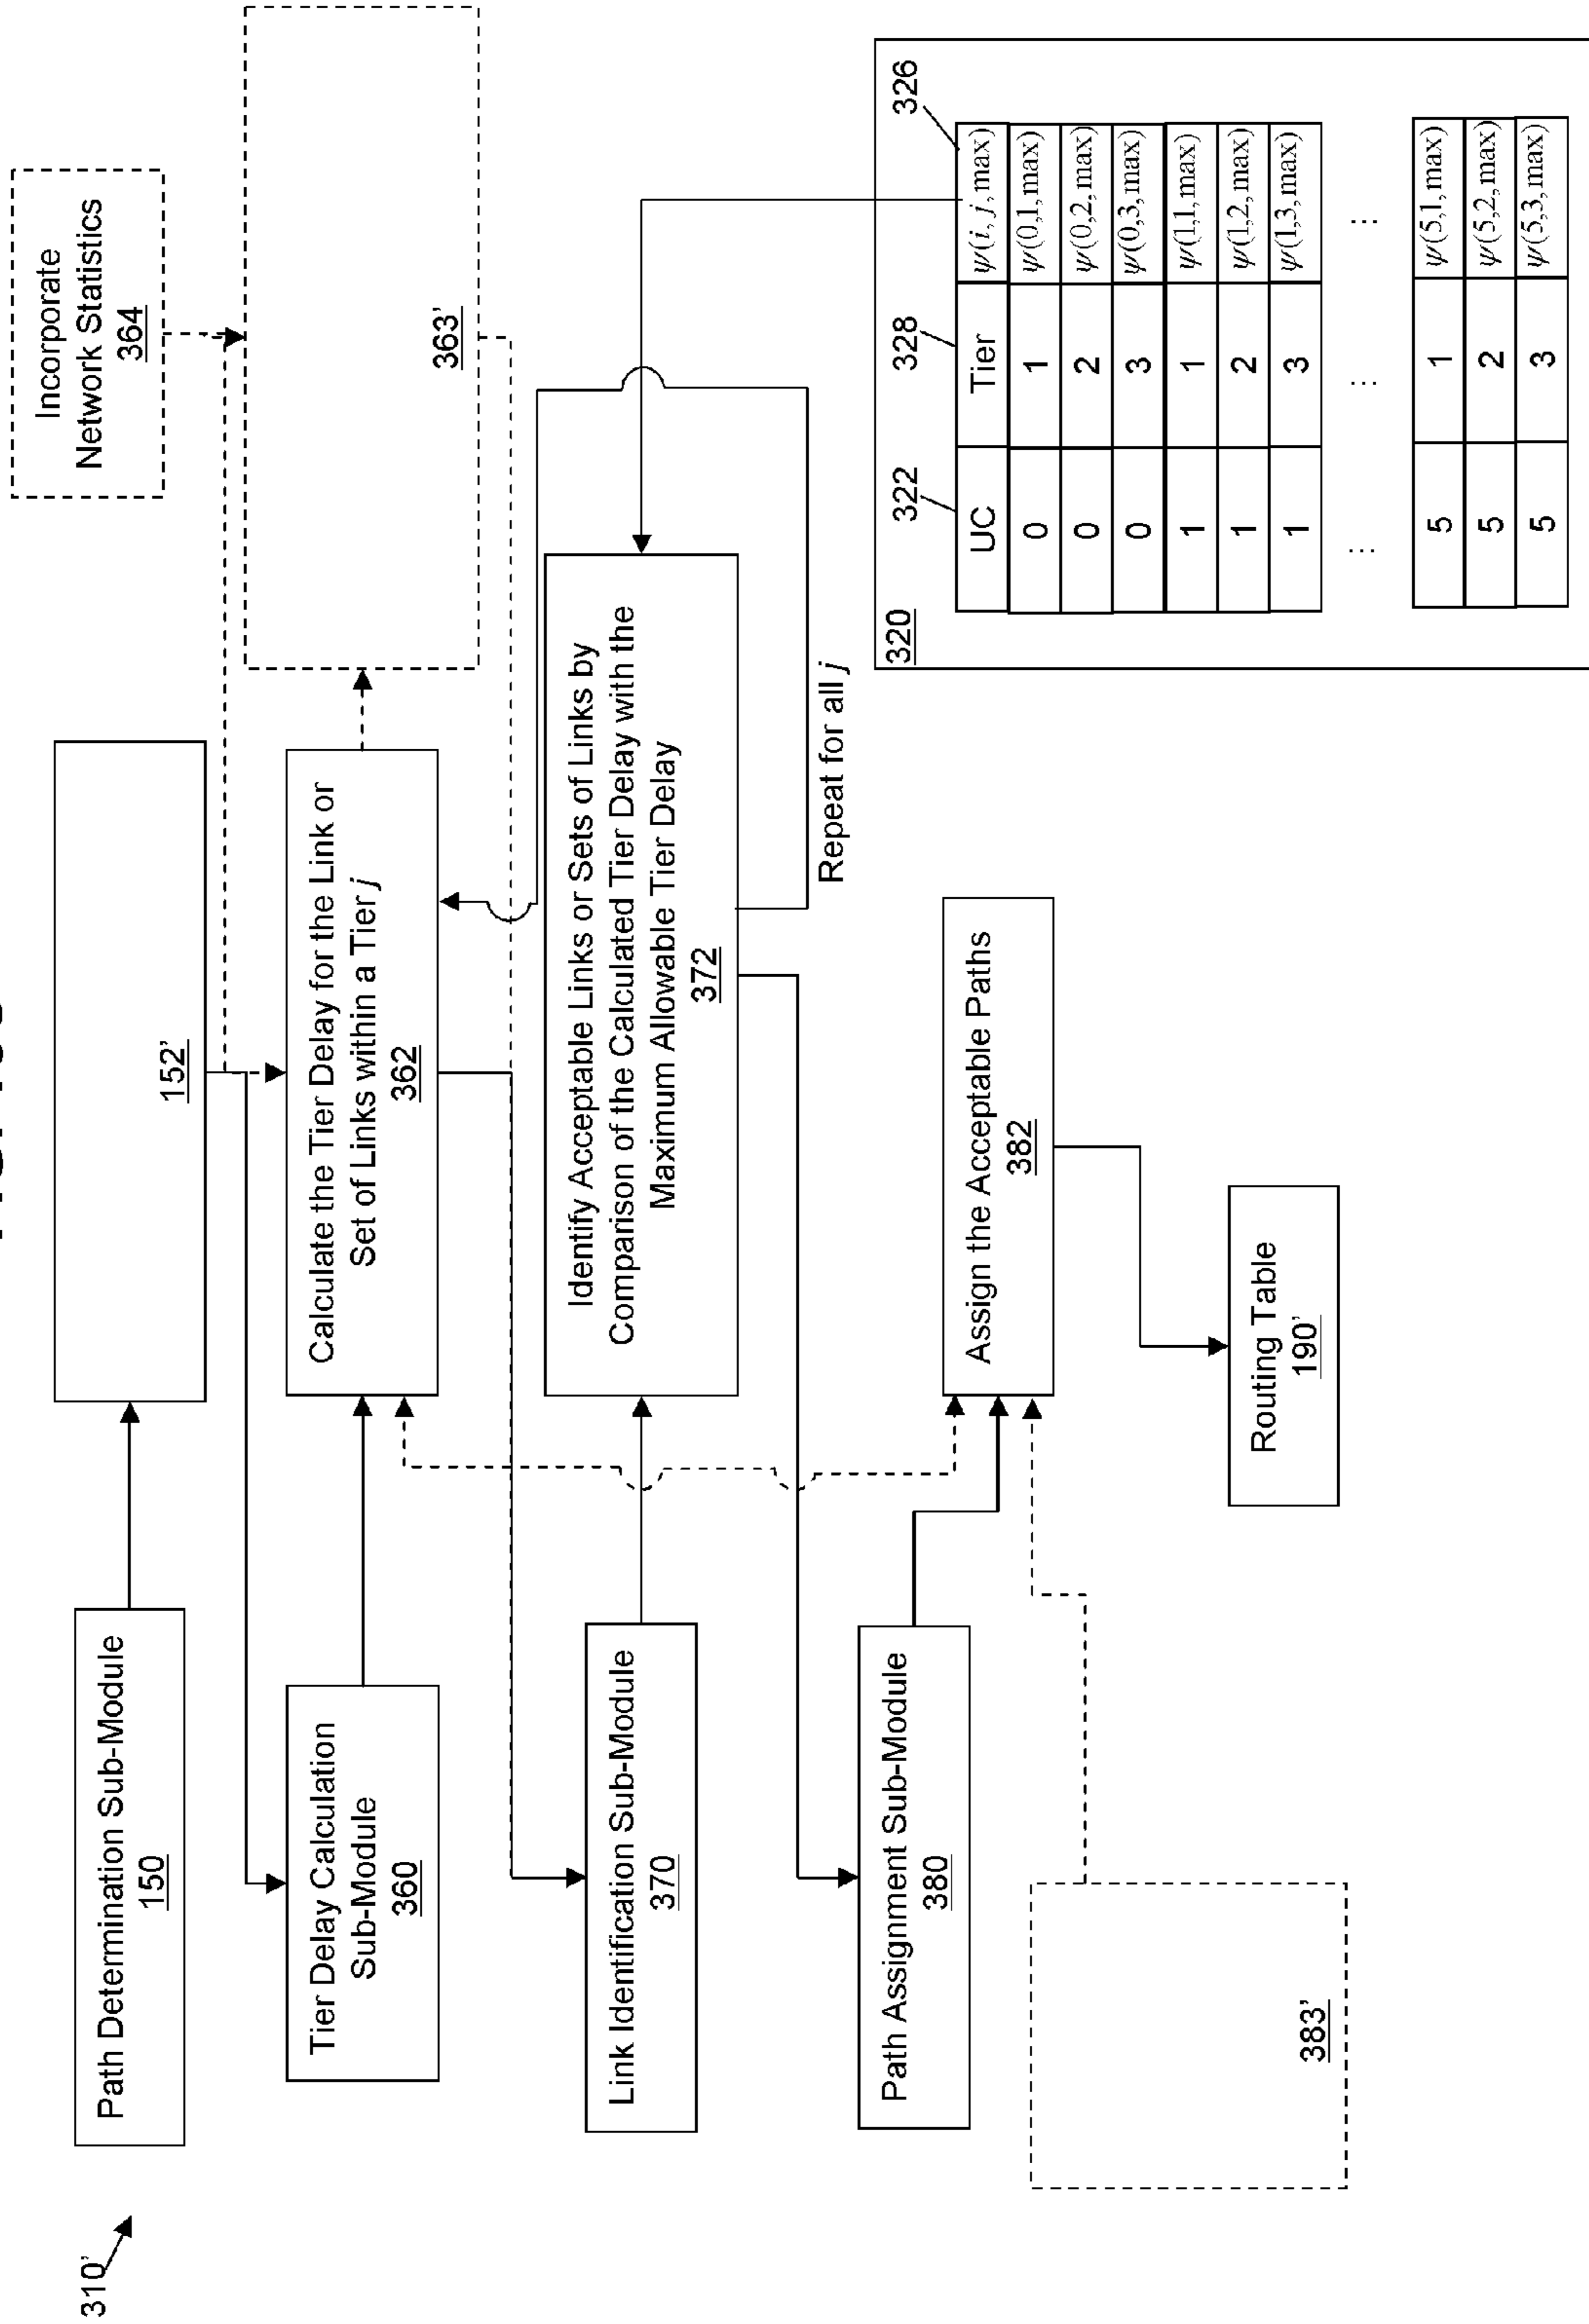 310'
Path Determination Sub-Module
150
152'
Incorporate
Network Statistics
364
Tier Delay Calculation
Sub-Module
360
Calculate the Tier Delay for the Link or
Set of Links within a Tier j
362
363'
Link Identification Sub-Module
370
Identify Acceptable Links or Sets of Links by
Comparison of the Calculated Tier Delay with the
Maximum Allowable Tier Delay
372
Repeat for all j
Path Assignment Sub-Module
380
Assign the Acceptable Paths
382
383'
Routing Table
190'
320
322
328
326
UC Tier ψ(i, j, max)
0 1 ψ(0,1,max)
0 2 ψ(0,2,max)
0 3 ψ(0,3,max)
1 1 ψ(1,1,max)
1 2 ψ(1,2,max)
1 3 ψ(1,3,max)
... ... ...
5 1 ψ(5,1,max)
5 2 ψ(5,2,max)
5 3 ψ(5,3,max)